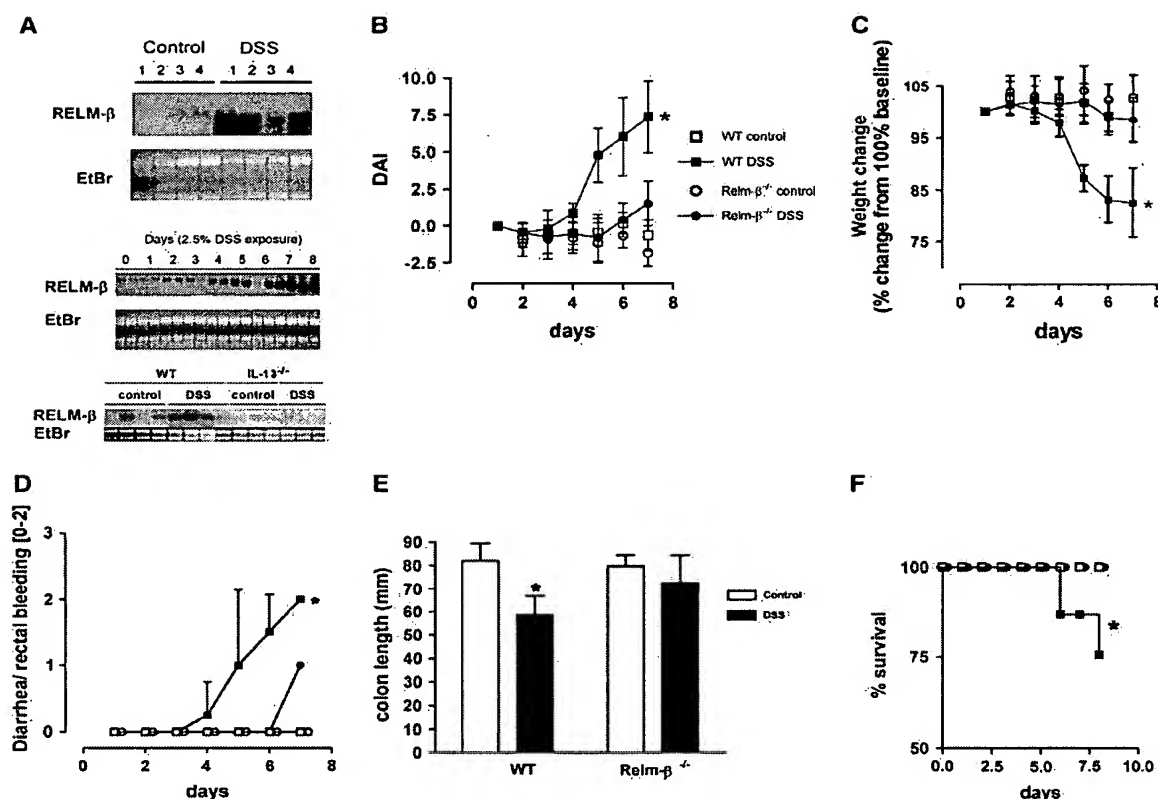 A
Control DSS
1 2 3 4 1 2 3 4
RELM-β
EtBr
Days (2.5% DSS exposure)
0 1 2 3 4 5 6 7 8
RELM-β
EtBr
WT IL-13-/-
control DSS control DSS
RELM-β
EtBr
B
DAI
10.0
7.5
5.0
2.5
0.0
-2.5
0 2 4 6 8
days
*
WT control
WT DSS
Relm-β-/- control
Relm-β-/- DSS
C
Weight change
(% change from 100% baseline)
105
95
85
75
0 2 4 6 8
days
*
D
Diarrhea/ rectal bleeding [0-2]
3
2
1
0
0 2 4 6 8
days
*
E
colon length (mm)
90
80
70
60
50
40
30
20
10
0
*
WT Relm-β -/-
Control
DSS
F
% survival
100
75
50
0.0 2.5 5.0 7.5 10.0
days
*